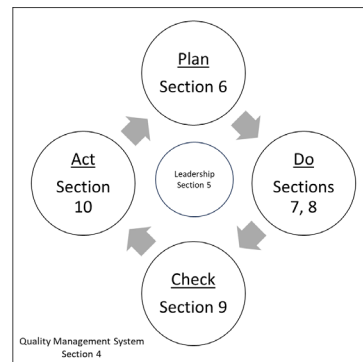 Plan
Section 6
Act
Section
10
Leadership
Section 5
Do
Sections
7, 8
Check
Section 9
Quality Management System
Section 4